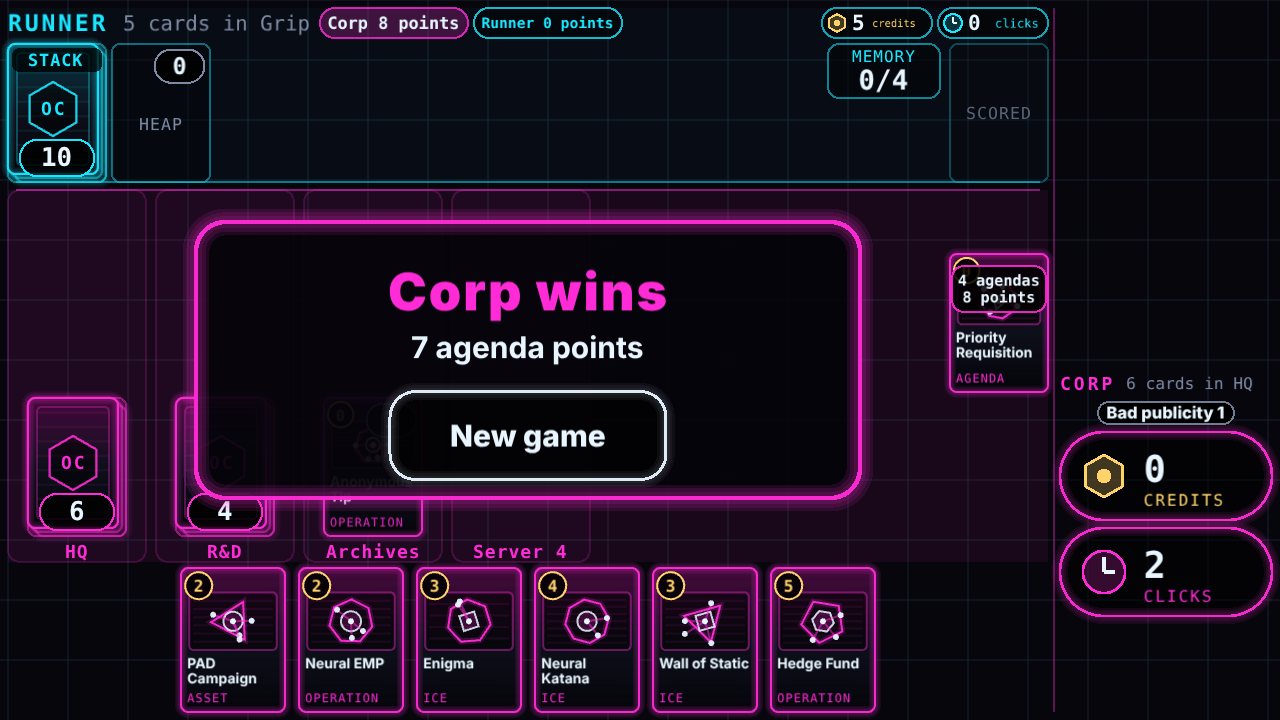 RUNNER 5 cards in Grip Corp 8 points Runner 0 points 5 credits 0 clicks
STACK
OC
10
0
HEAP
MEMORY
0/4
SCORED
Corp wins
7 agenda points
New game
4 agendas
8 points
Priority
Requisition
AGENDA
CORP 6 cards in HQ
Bad publicity 1
0
CREDITS
2
CLICKS
OC
6
HQ
OC
4
R&D
0
OPERATION
Archives
Server 4
2
PAD
Campaign
ASSET
2
Neural EMP
OPERATION
3
Enigma
ICE
4
Neural
Katana
ICE
3
Wall of Static
ICE
5
Hedge Fund
OPERATION